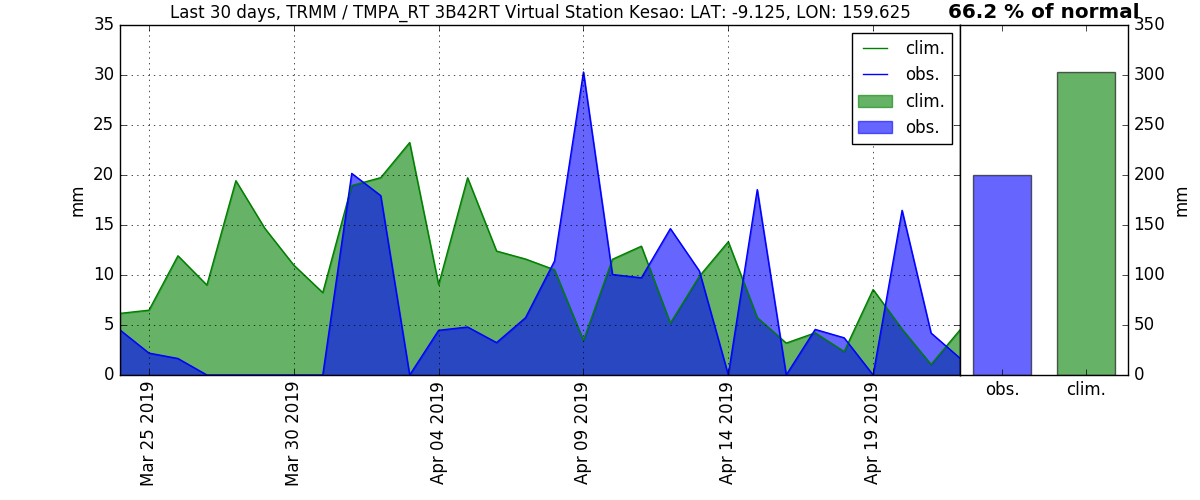 Last 30 days, TRMM / TMPA_RT 3B42RT Virtual Station Kesao: LAT: -9.125, LON: 159.625
66.2 % of normal
35
30
25
20
15
10
5
0
mm
clim.
obs.
clim.
obs.
Mar 25 2019
Mar 30 2019
Apr 04 2019
Apr 09 2019
Apr 14 2019
Apr 19 2019
350
300
250
200
150
100
50
0
mm
obs.
clim.